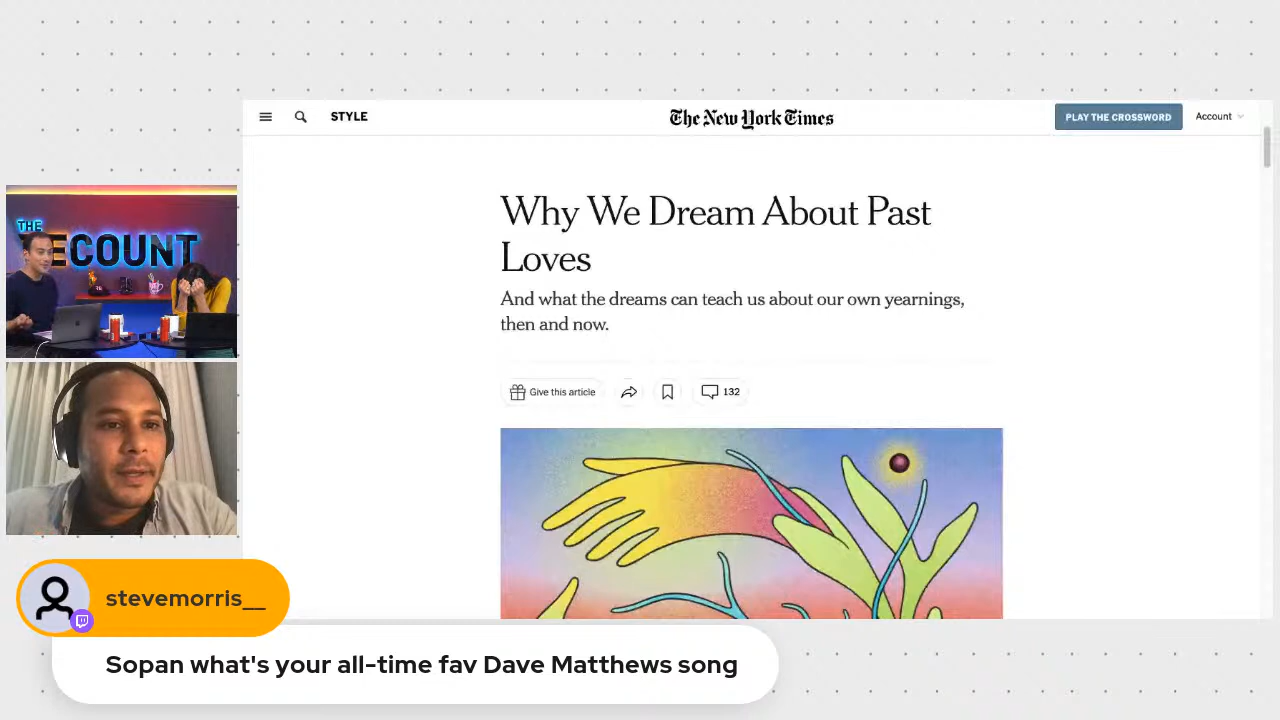 STYLE
The New York Times
PLAY THE CROSSWORD
Account
Why We Dream About Past
Loves
And what the dreams can teach us about our own yearnings,
then and now.
Give this article
132
THE
RECOUNT
stevemorris__
Sopan what's your all-time fav Dave Matthews song